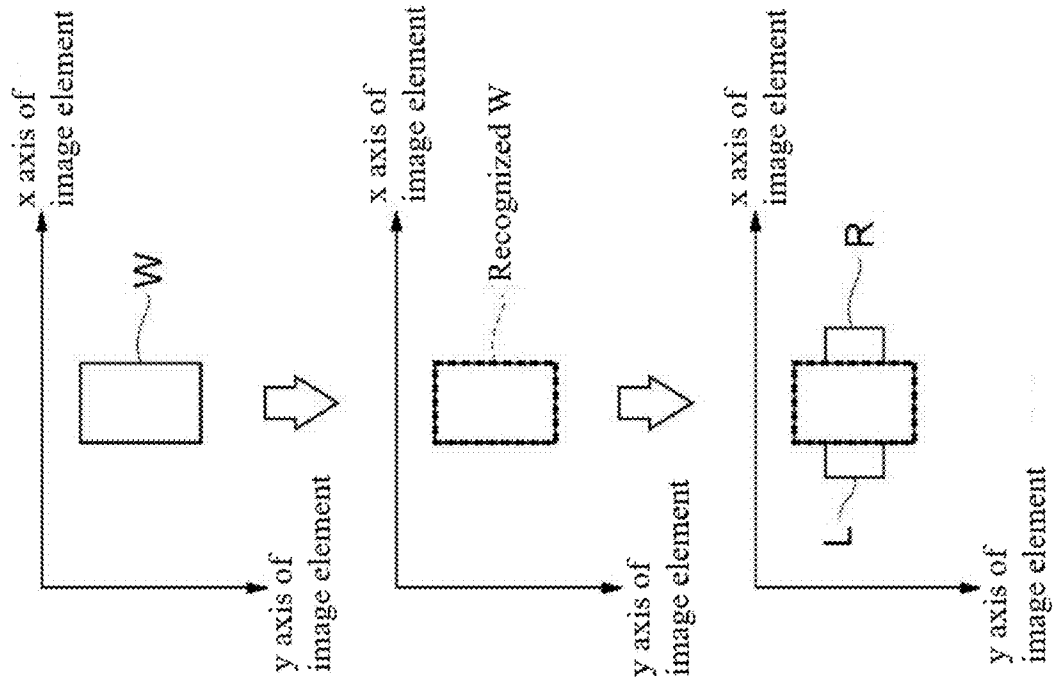 x axis of
image element
W
y axis of
image element
x axis of
image element
Recognized W
y axis of
image element
x axis of
image element
R
L
y axis of
image element